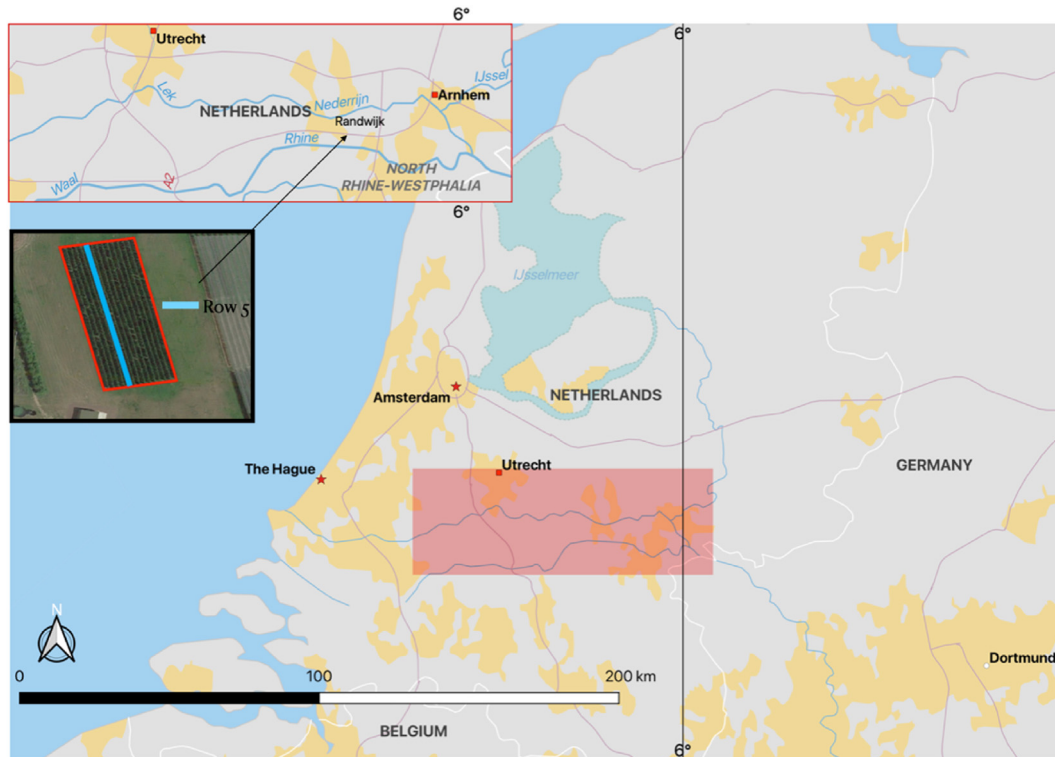 6°
Utrecht
IJssel
Lek
Arnhem
NETHERLANDS
Nederrijn
Randwijk
Rhine
NORTH
RHINE-WESTPHALIA
Waal
A2
6°
6°
Row 5
IJsselmeer
Amsterdam
NETHERLANDS
The Hague
Utrecht
GERMANY
N
Dortmund
0
100
200 km
BELGIUM
6°